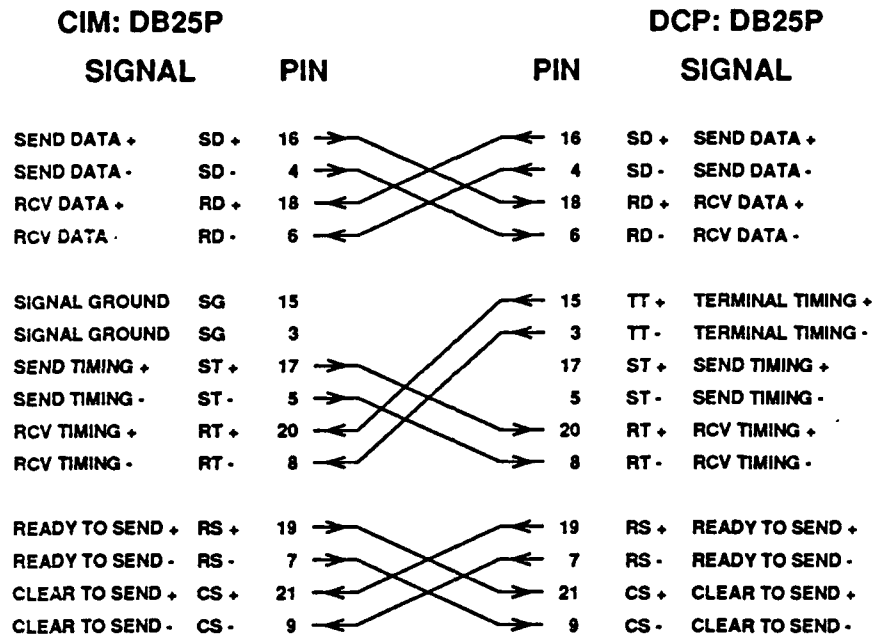 CIM: DB25P DCP: DB25P
SIGNAL PIN PIN SIGNAL
SEND DATA + SD + 16 16 SD + SEND DATA +
SEND DATA - SD - 4 4 SD - SEND DATA -
RCV DATA + RD + 18 18 RD + RCV DATA +
RCV DATA - RD - 6 6 RD - RCV DATA -
SIGNAL GROUND SG 15 15 TT + TERMINAL TIMING +
SIGNAL GROUND SG 3 3 TT - TERMINAL TIMING -
SEND TIMING + ST + 17 17 ST + SEND TIMING +
SEND TIMING - ST - 5 5 ST - SEND TIMING -
RCV TIMING + RT + 20 20 RT + RCV TIMING +
RCV TIMING - RT - 8 8 RT - RCV TIMING -
READY TO SEND + RS + 19 19 RS + READY TO SEND +
READY TO SEND - RS - 7 7 RS - READY TO SEND -
CLEAR TO SEND + CS + 21 21 CS + CLEAR TO SEND +
CLEAR TO SEND - CS - 9 9 CS - CLEAR TO SEND -